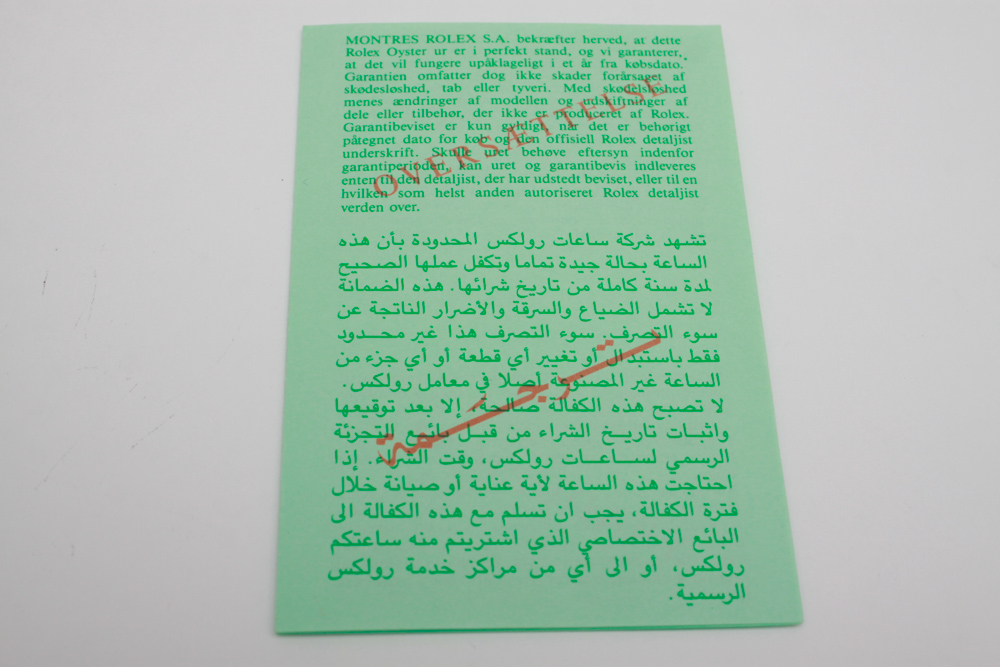 MONTRES ROLEX S.A. bekræfter herved, at dette
Rolex Oyster ur er i perfekt stand, og vi garanterer,
at det vil fungere upåklageligt i et år fra købsdato.
Garantien omfatter dog ikke skader forårsaget af
skødesløshed, tab eller tyveri. Med skødesløshed
menes ændringer af modellen og udskiftninger af
dele eller tilbehør, der ikke er produceret af Rolex.
Garantibeviset er kun gyldigt, når det er behørigt
påtegnet dato for køb og den offisiell Rolex detaljist
underskrift. Skulle uret behøve eftersyn indenfor
garantiperioden, kan uret og garantibevis indleveres
enten til den detaljist, der har udstedt beviset, eller til en
hvilken som helst anden autoriseret Rolex detaljist
verden over.
OVERSÆTTELSE
تشهد شركة ساعات رولكس المحدودة بأن هذه
الساعة بحالة جيدة تماما وتكفل عملها الصحيح
لمدة سنة كاملة من تاريخ شرائها. هذه الضمانة
لا تشمل الضياع والسرقة والأضرار الناتجة عن
سوء التصرف. سوء التصرف هذا غير محدود
فقط باستبدال أو تغيير أي قطعة أو أي جزء من
الساعة غير المصنوعة أصلا في معامل رولكس.
لا تصبح هذه الكفالة صالحة، إلا بعد توقيعها
واثبات تاريخ الشراء من قبل بائع التجزئة
الرسمي لساعات رولكس، وقت الشراء. إذا
احتاجت هذه الساعة لأية عناية أو صيانة خلال
فترة الكفالة، يجب ان تسلم مع هذه الكفالة الى
البائع الاختصاصي الذي اشتريتم منه ساعتكم
رولكس، أو الى أي من مراكز خدمة رولكس
الرسمية.
ترجمة